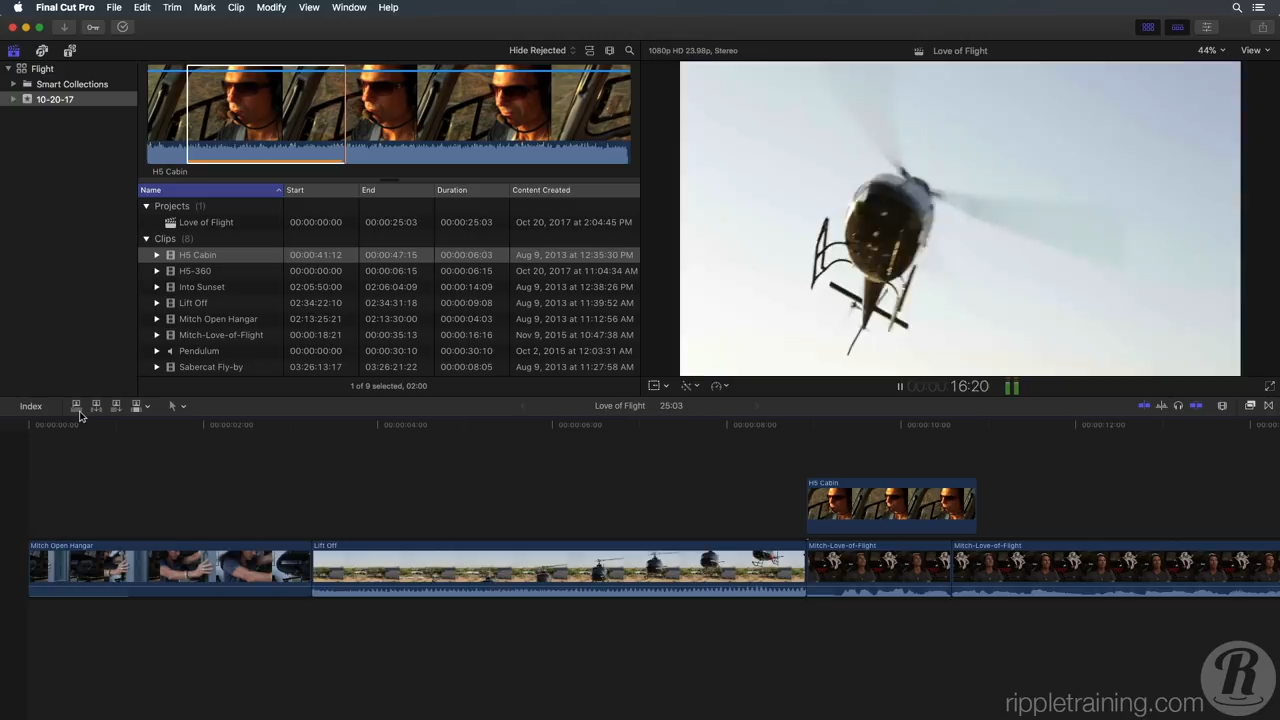 Final Cut Pro File Edit Trim Mark Clip Modify View Window Help
Hide Rejected
1080p HD 23.98p, Stereo
Love of Flight
44%
View
Flight
Smart Collections
10-20-17
H5 Cabin
Name Start End Duration Content Created
Projects (1)
Love of Flight 00:00:00:00 00:00:25:03 00:00:25:03 Oct 20, 2017 at 2:04:45 PM
Clips (8)
H5 Cabin 00:00:41:12 00:00:47:15 00:00:06:03 Aug 9, 2013 at 12:35:30 PM
H5-360 00:00:00:00 00:00:06:15 00:00:06:15 Oct 20, 2017 at 11:04:34 AM
Into Sunset 02:05:50:00 02:06:04:09 00:00:14:09 Aug 9, 2013 at 12:38:26 PM
Lift Off 02:34:22:10 02:34:31:18 00:00:09:08 Aug 9, 2013 at 11:39:52 AM
Mitch Open Hangar 02:13:25:21 02:13:30:00 00:00:04:03 Aug 9, 2013 at 11:12:56 AM
Mitch-Love-of-Flight 00:00:18:21 00:00:35:13 00:00:16:16 Nov 9, 2015 at 10:47:38 AM
Pendulum 00:00:00:00 00:00:30:10 00:00:30:10 Oct 2, 2015 at 12:03:31 AM
Sabercat Fly-by 03:26:13:17 03:26:21:22 00:00:08:05 Aug 9, 2013 at 11:27:58 AM
1 of 9 selected, 02:00
00:00:16:20
Index
Love of Flight 25:03
00:00:00:00 00:00:02:00 00:00:04:00 00:00:06:00 00:00:08:00 00:00:10:00 00:00:12:00 00:00:
H5 Cabin
Mitch Open Hangar
Lift Off
Mitch-Love-of-Flight
Mitch-Love-of-Flight
R
rippletraining.com